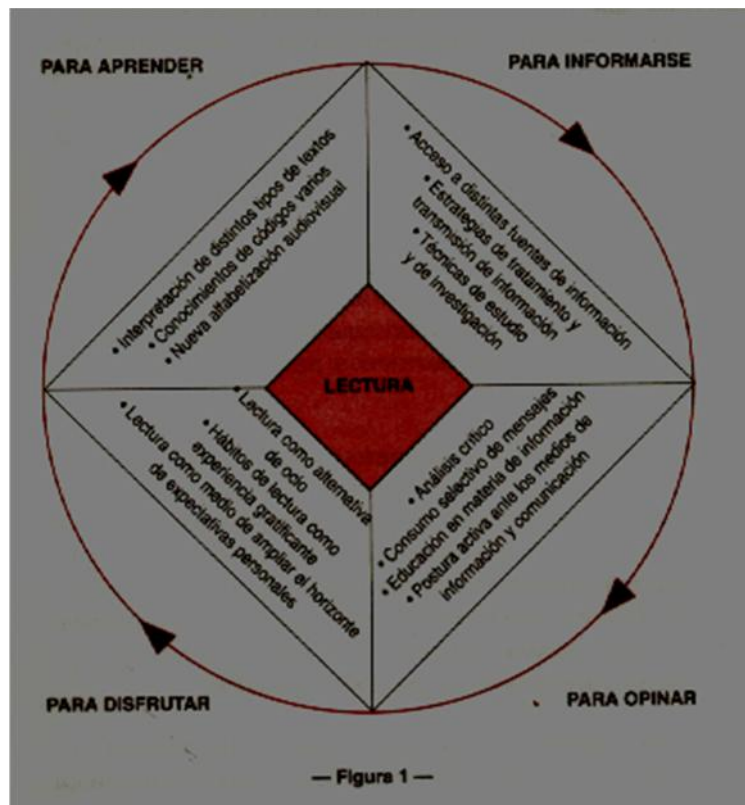 PARA APRENDER
PARA INFORMARSE
• Interpretación de distintos tipos de textos
• Conocimientos de códigos varios
• Nueva alfabetización audiovisual
• Acceso a distintas fuentes de información
• Estrategias de tratamiento y
transmisión de información
• Técnicas de estudio
y de investigación
LECTURA
• Lectura como alternativa
de ocio
• Hábitos de lectura como
experiencia gratificante
• Lectura como medio de ampliar el horizonte
de expectativas personales
• Análisis crítico
• Consumo selectivo de mensajes
• Educación en materia de información
• Postura activa ante los medios de
información y comunicación
PARA DISFRUTAR
PARA OPINAR
— Figura 1 —